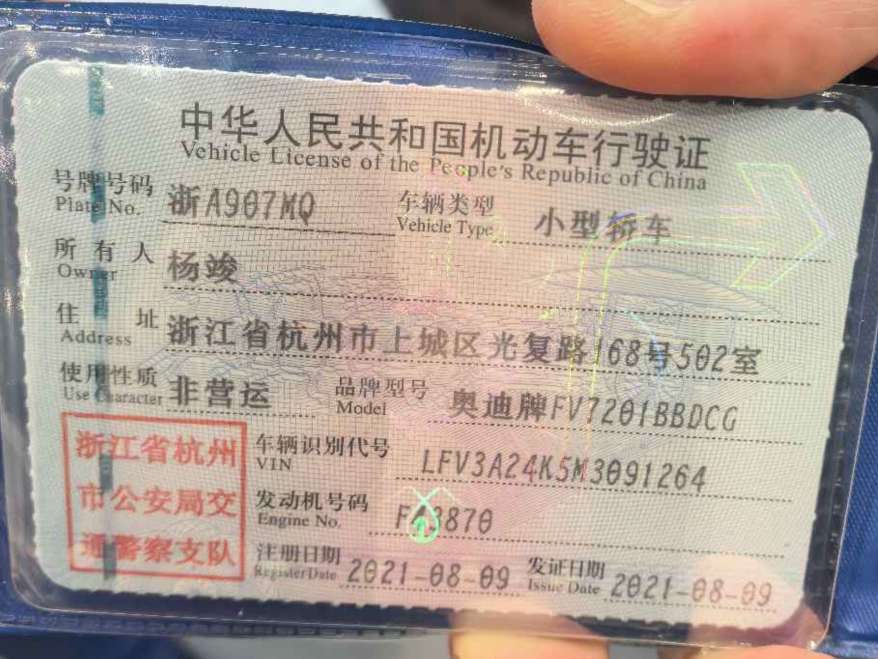 中华人民共和国机动车行驶证
Vehicle License of the People's Republic of China
号牌号码 浙A907MQ 车辆类型 小型轿车
Plate No. Vehicle Type
所有人 杨竣
Owner
住址 浙江省杭州市上城区光复路168号502室
Address
使用性质 非营运 品牌型号 奥迪牌FV7201BBDCG
Use Character Model
浙江省杭州
市公安局交
通警察支队
车辆识别代号 LFV3A24K5M3091264
VIN
发动机号码
Engine No.
注册日期 2021-08-09 发证日期 2021-08-09
Register Date Issue Date